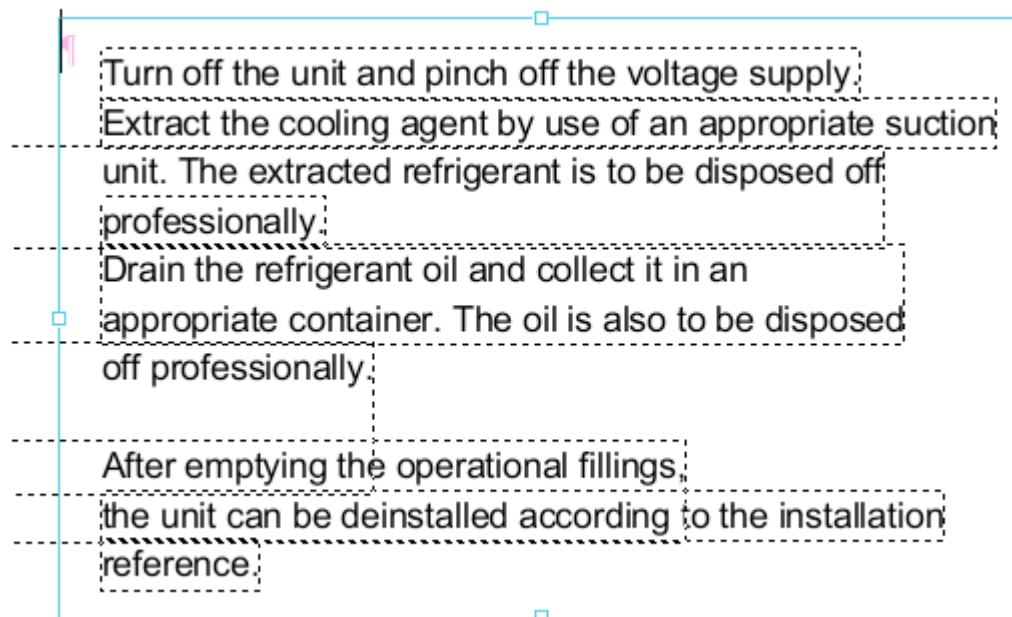 Turn off the unit and pinch off the voltage supply.
Extract the cooling agent by use of an appropriate suction
unit. The extracted refrigerant is to be disposed off
professionally.
Drain the refrigerant oil and collect it in an
appropriate container. The oil is also to be disposed
off professionally.
After emptying the operational fillings,
the unit can be deinstalled according to the installation
reference.